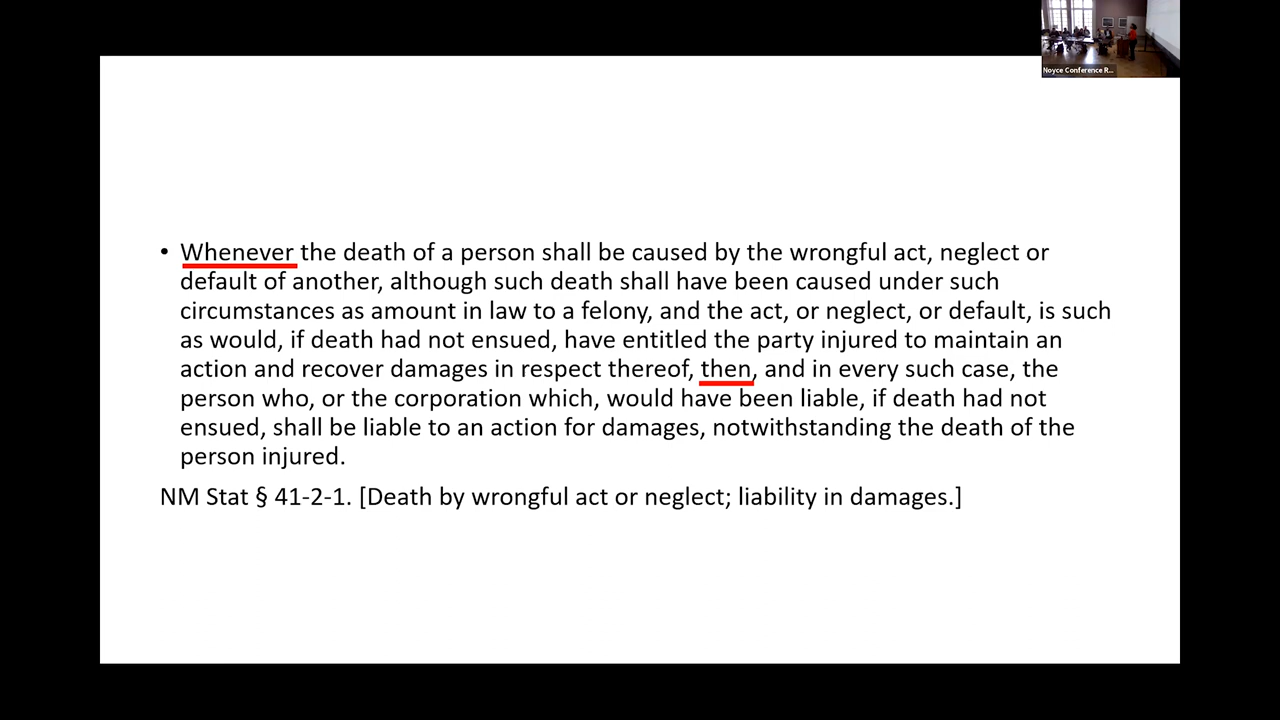 Noyce Conference R...
• Whenever the death of a person shall be caused by the wrongful act, neglect or
default of another, although such death shall have been caused under such
circumstances as amount in law to a felony, and the act, or neglect, or default, is such
as would, if death had not ensued, have entitled the party injured to maintain an
action and recover damages in respect thereof, then, and in every such case, the
person who, or the corporation which, would have been liable, if death had not
ensued, shall be liable to an action for damages, notwithstanding the death of the
person injured.
NM Stat § 41-2-1. [Death by wrongful act or neglect; liability in damages.]